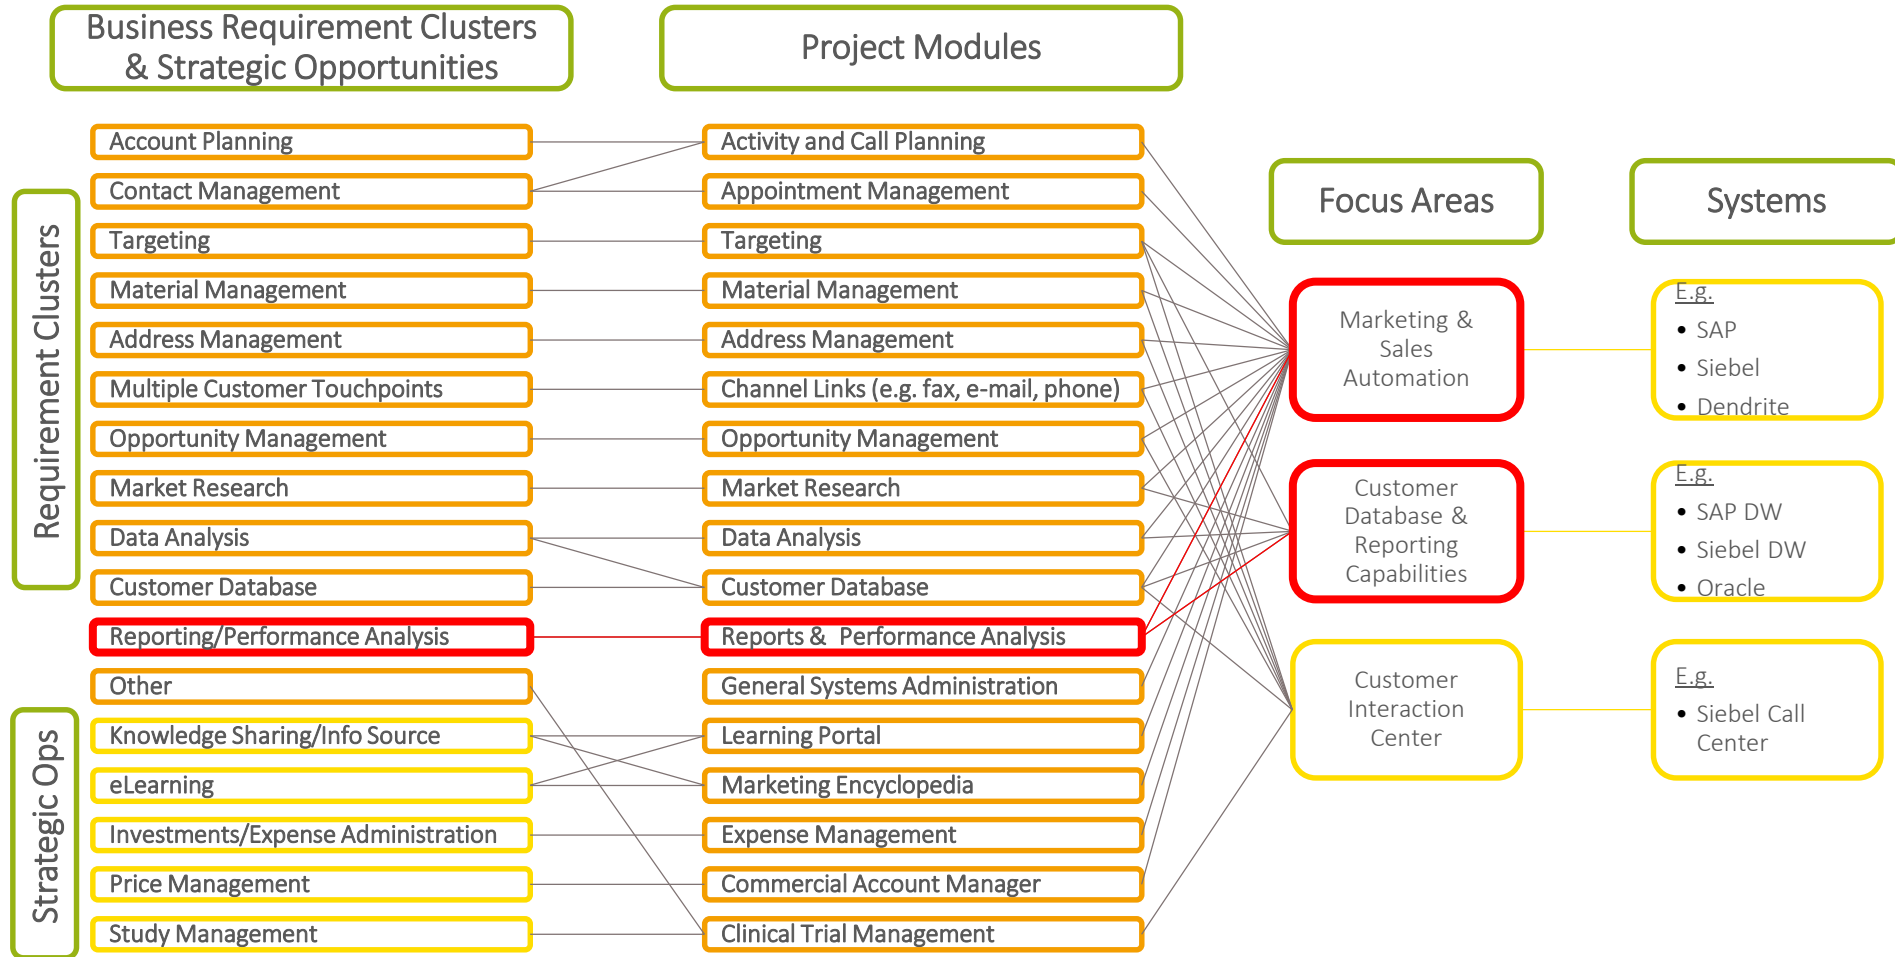 Business Requirement Clusters
& Strategic Opportunities
Project Modules
Focus Areas
Systems
Requirement Clusters
Account Planning
Contact Management
Targeting
Material Management
Address Management
Multiple Customer Touchpoints
Opportunity Management
Market Research
Data Analysis
Customer Database
Reporting/Performance Analysis
Other
Strategic Ops
Knowledge Sharing/Info Source
eLearning
Investments/Expense Administration
Price Management
Study Management
Activity and Call Planning
Appointment Management
Targeting
Material Management
Address Management
Channel Links (e.g. fax, e-mail, phone)
Opportunity Management
Market Research
Data Analysis
Customer Database
Reports & Performance Analysis
General Systems Administration
Learning Portal
Marketing Encyclopedia
Expense Management
Commercial Account Manager
Clinical Trial Management
Marketing &
Sales
Automation
Customer
Database &
Reporting
Capabilities
Customer
Interaction
Center
E.g.
• SAP
• Siebel
• Dendrite
E.g.
• SAP DW
• Siebel DW
• Oracle
E.g.
• Siebel Call
Center